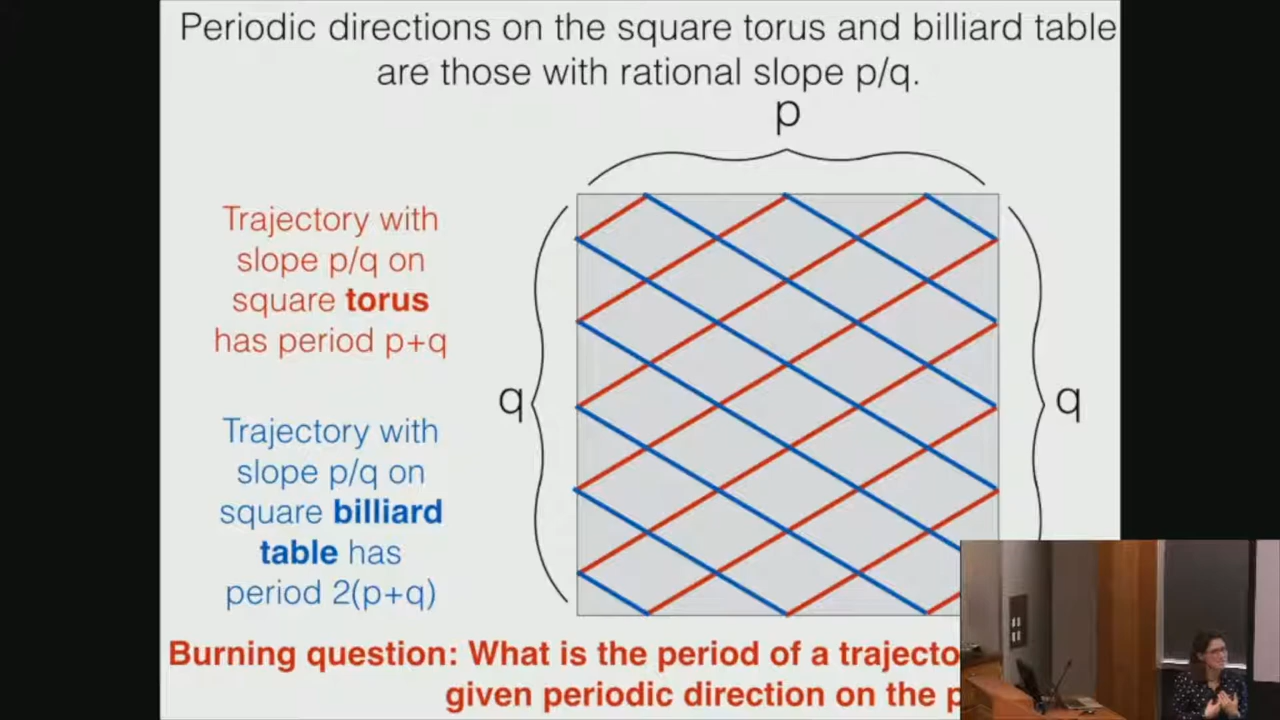 Periodic directions on the square torus and billiard table
are those with rational slope p/q.
p
Trajectory with
slope p/q on
square torus
has period p+q
q
q
Trajectory with
slope p/q on
square billiard
table has
period 2(p+q)
Burning question: What is the period of a
given periodic direction on the